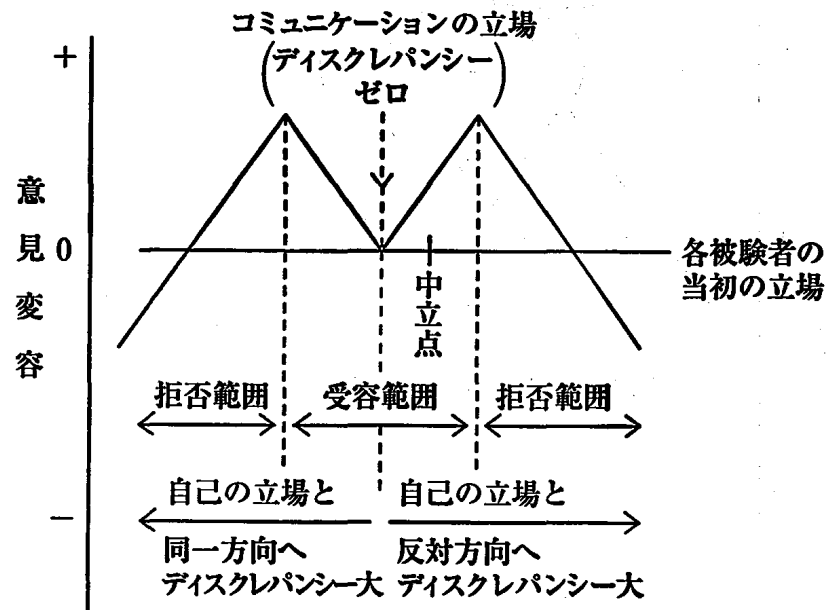 コミュニケーションの立場
(ディスクレパンシー)
ゼロ
+
意見変容
0
中立点
各被験者の
当初の立場
拒否範囲
受容範囲
拒否範囲
−
自己の立場と
同一方向へ
ディスクレパンシー大
自己の立場と
反対方向へ
ディスクレパンシー大